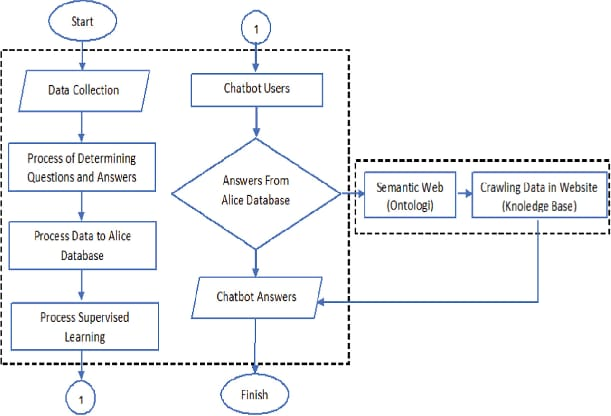 Start
Data Collection
Process of Determining
Questions and Answers
Process Data to Alice
Database
Process Supervised
Learning
1
1
Chatbot Users
Answers From
Alice Database
Semantic Web
(Ontologi)
Crawling Data in Website
(Knoledge Base)
Chatbot Answers
Finish